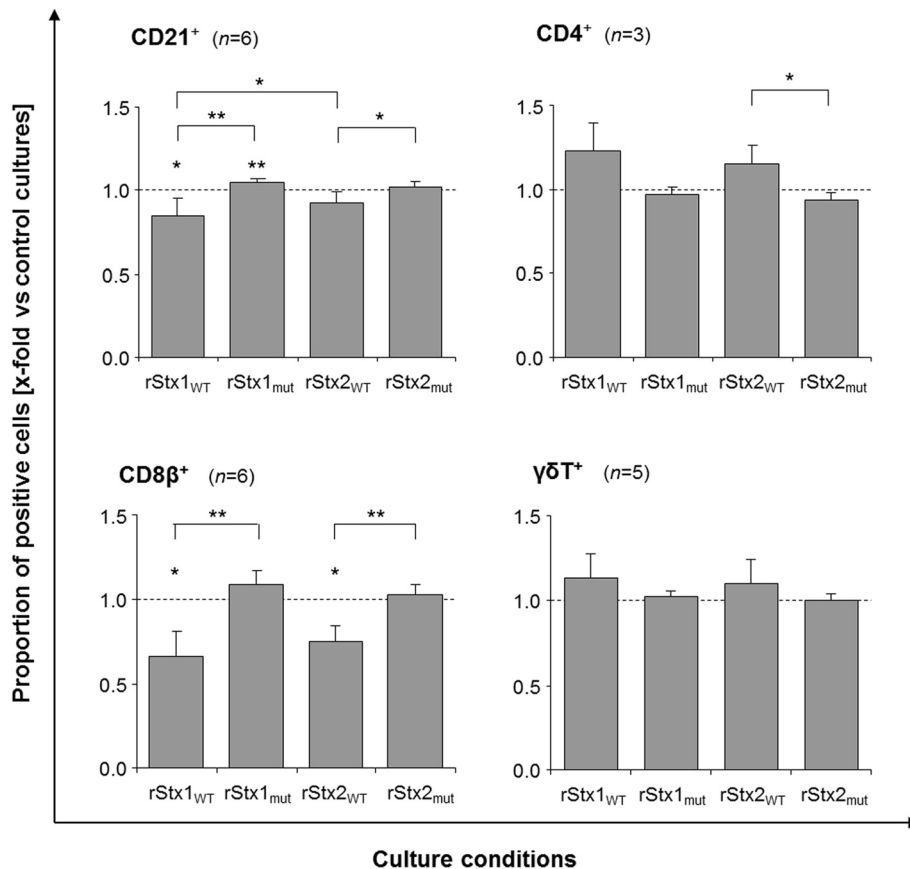 Proportion of positive cells [x-fold vs control cultures]
CD21⁺ (n=6)
*
** *
* **
1.5
1.0
0.5
0.0
rStx1WT rStx1mut rStx2WT rStx2mut
CD4⁺ (n=3)
*
1.5
1.0
0.5
0.0
rStx1WT rStx1mut rStx2WT rStx2mut
CD8β⁺ (n=6)
** **
* *
1.5
1.0
0.5
0.0
rStx1WT rStx1mut rStx2WT rStx2mut
γδT⁺ (n=5)
1.5
1.0
0.5
0.0
rStx1WT rStx1mut rStx2WT rStx2mut
Culture conditions